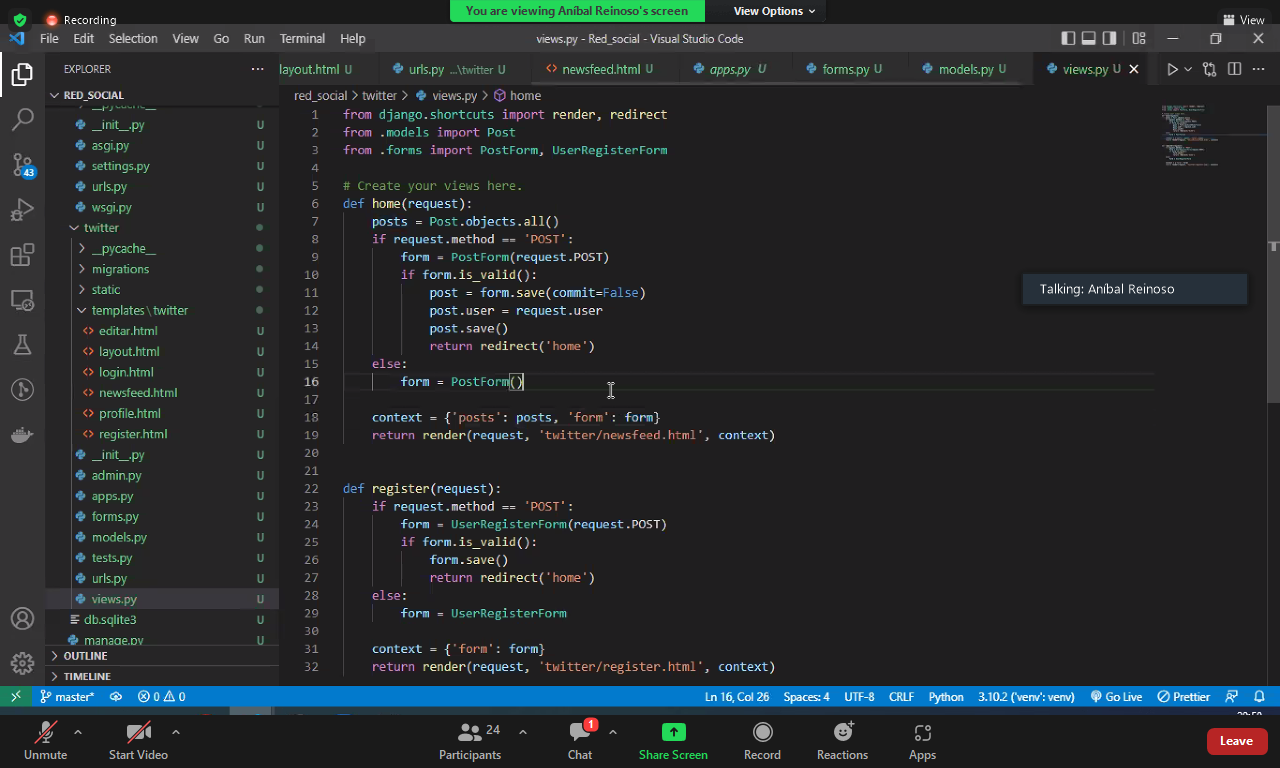 Recording
You are viewing Aníbal Reinoso's screen
View Options
View
File Edit Selection View Go Run Terminal Help
views.py - Red_social - Visual Studio Code
EXPLORER
layout.html U
urls.py ...\twitter U
newsfeed.html U
apps.py U
forms.py U
models.py U
views.py U
RED_SOCIAL
red_social > twitter > views.py > home
__pycache__
__init__.py U
asgi.py U
settings.py U
urls.py U
wsgi.py U
twitter
__pycache__
migrations
static
templates \ twitter
editar.html U
layout.html U
login.html U
newsfeed.html U
profile.html U
register.html U
__init__.py U
admin.py U
apps.py U
forms.py U
models.py U
tests.py U
urls.py U
views.py U
db.sqlite3 U
manage.py U
OUTLINE
TIMELINE
43
1 from django.shortcuts import render, redirect
2 from .models import Post
3 from .forms import PostForm, UserRegisterForm
4
5 # Create your views here.
6 def home(request):
7 posts = Post.objects.all()
8 if request.method == 'POST':
9 form = PostForm(request.POST)
10 if form.is_valid():
11 post = form.save(commit=False)
12 post.user = request.user
13 post.save()
14 return redirect('home')
15 else:
16 form = PostForm()
17
18 context = {'posts': posts, 'form': form}
19 return render(request, 'twitter/newsfeed.html', context)
20
21
22 def register(request):
23 if request.method == 'POST':
24 form = UserRegisterForm(request.POST)
25 if form.is_valid():
26 form.save()
27 return redirect('home')
28 else:
29 form = UserRegisterForm
30
31 context = {'form': form}
32 return render(request, 'twitter/register.html', context)
Talking: Aníbal Reinoso
master* 0 0
Ln 16, Col 26 Spaces: 4 UTF-8 CRLF Python 3.10.2 ('venv': venv) Go Live Prettier
Unmute
Start Video
24
Participants
1
Chat
Share Screen
Record
Reactions
Apps
Leave